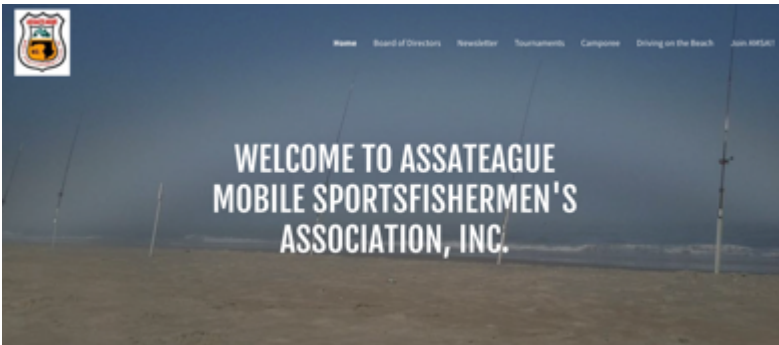 Home Board of Directors Newsletter Tournaments Camporee Driving on the Beach Join AMSA!
WELCOME TO ASSATEAGUE
MOBILE SPORTSFISHERMEN'S
ASSOCIATION, INC.